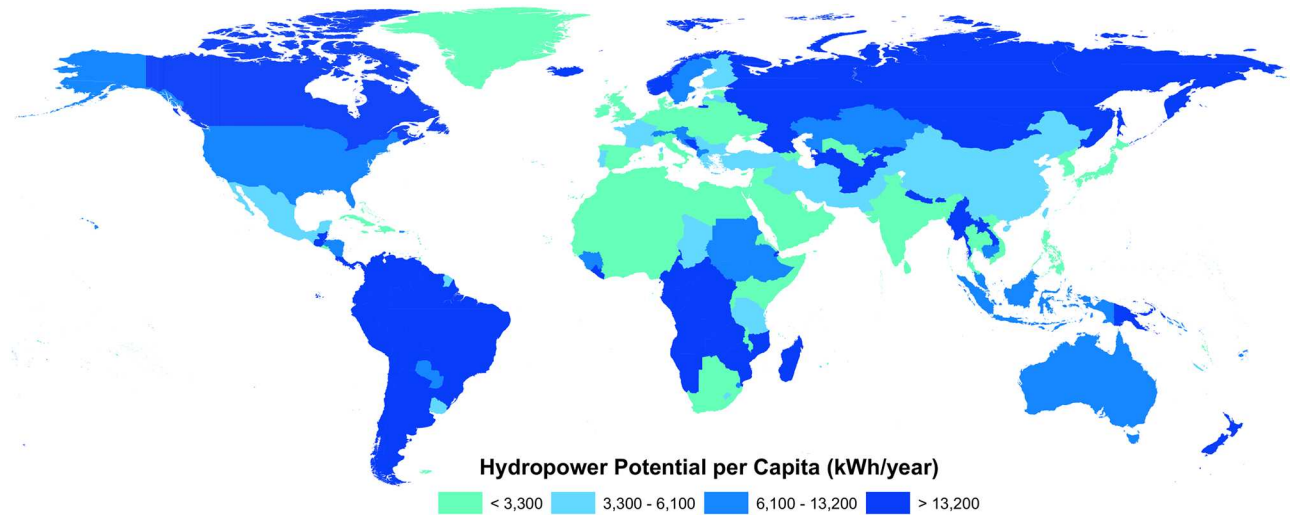 Hydropower Potential per Capita (kWh/year)
< 3,300 3,300 - 6,100 6,100 - 13,200 > 13,200